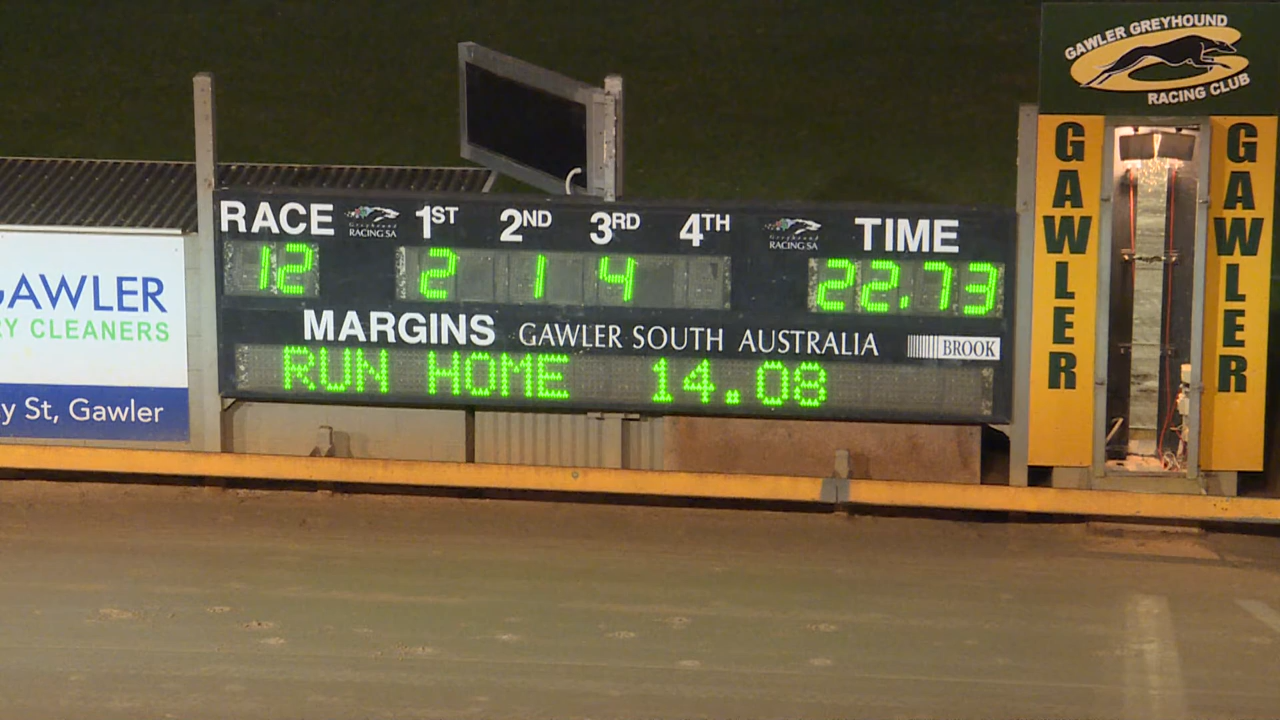 GAWLER GREYHOUND
RACING CLUB
RACE
Greyhound
RACING SA
1ST 2ND 3RD 4TH
Greyhound
RACING SA
TIME
12 2 1 4 22.73
MARGINS GAWLER SOUTH AUSTRALIA BROOK
RUN HOME 14.08
GAWLER
GAWLER
GAWLER
RY CLEANERS
y St, Gawler